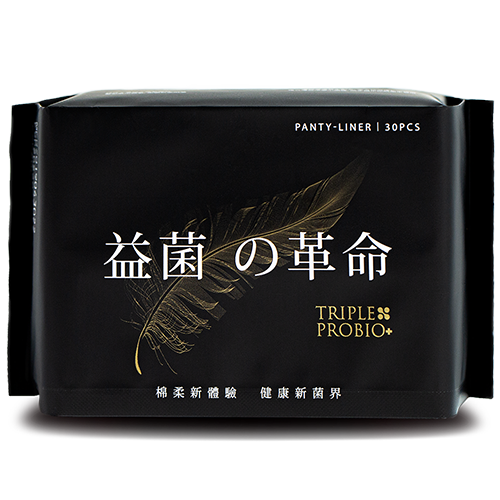 PANTY-LINER | 30PCS
益菌 の革命
TRIPLE
PROBIO+
棉柔新體驗 健康新菌界